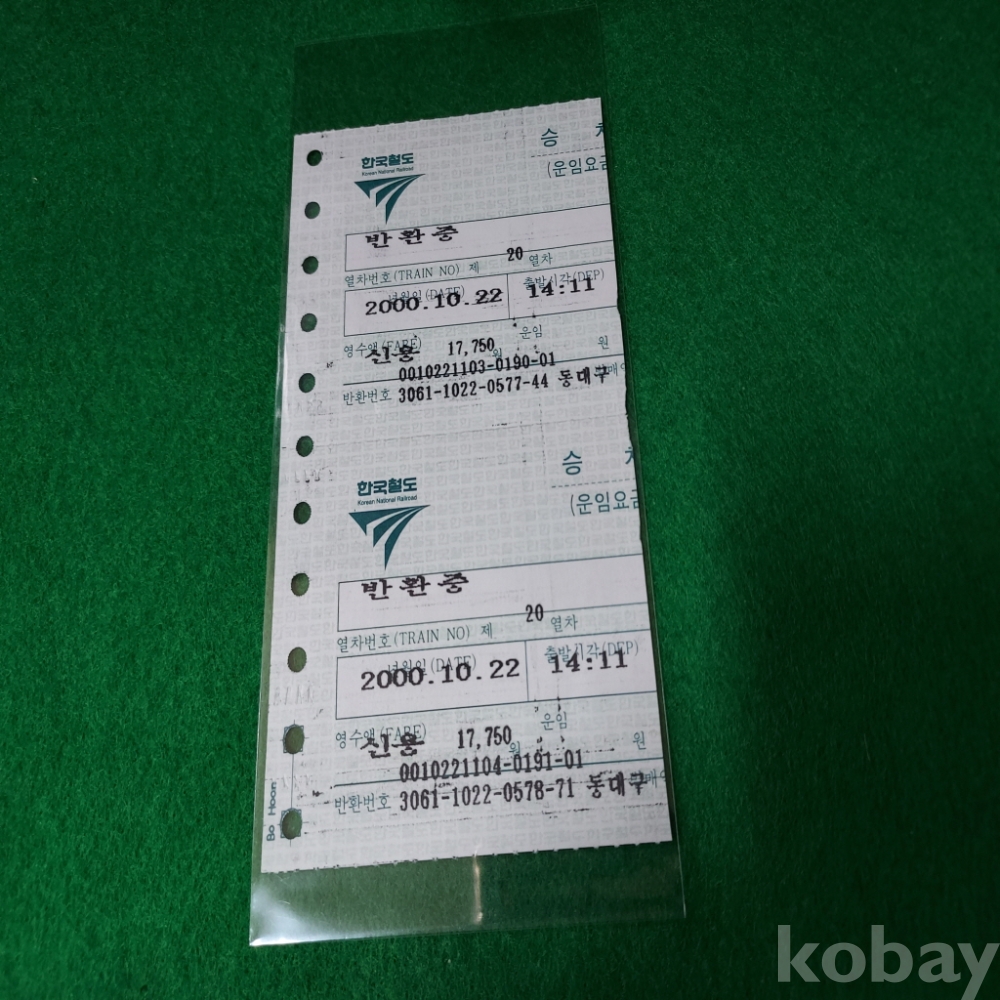 승
한국철도
Korean National Railroad
(운임요금
반환중
열차번호(TRAIN NO) 제 20 열차
년월일(DATE) 출발시각(DEP)
2000.10.22 14:11
영수액(FARE) 신용 17,750 원 운임 원
0010221103-0190-01
반환번호 3061-1022-0577-44 동대구
승
한국철도
Korean National Railroad
(운임요금
반환중
열차번호(TRAIN NO) 제 20 열차
년월일(DATE) 출발시각(DEP)
2000.10.22 14:11
영수액(FARE) 신용 17,750 원 운임 원
0010221104-0191-01
반환번호 3061-1022-0578-71 동대구
Bo Hoon
kobay